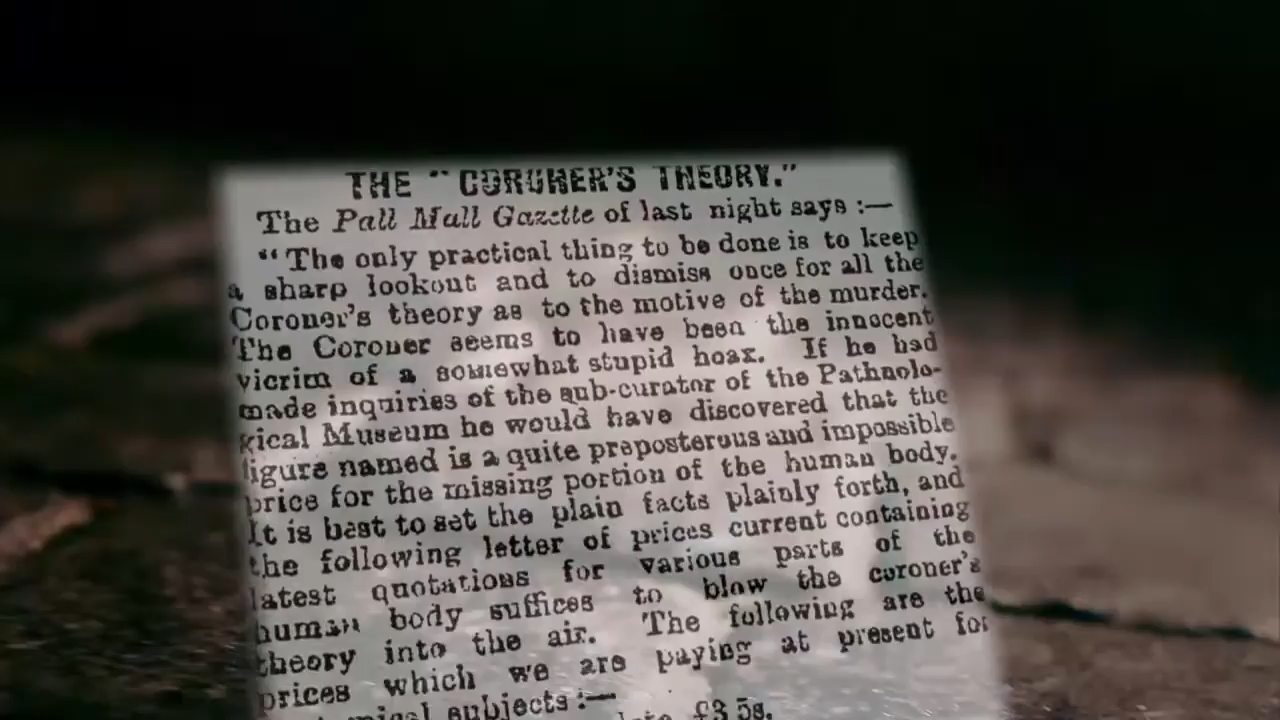 THE "CORONER'S THEORY."
The Pall Mall Gazette of last night says :—
"The only practical thing to be done is to keep
a sharp lookout and to dismiss once for all the
Coroner's theory as to the motive of the murder.
The Coroner seems to have been the innocent
victim of a somewhat stupid hoax. If he had
made inquiries of the sub-curator of the Patholo-
gical Museum he would have discovered that the
figure named is a quite preposterous and impossible
price for the missing portion of the human body.
It is best to set the plain facts plainly forth, and
the following letter of prices current containing
latest quotations for various parts of the
human body suffices to blow the coroner's
theory into the air. The following are the
prices which we are paying at present for
subjects :—
£3 5s.